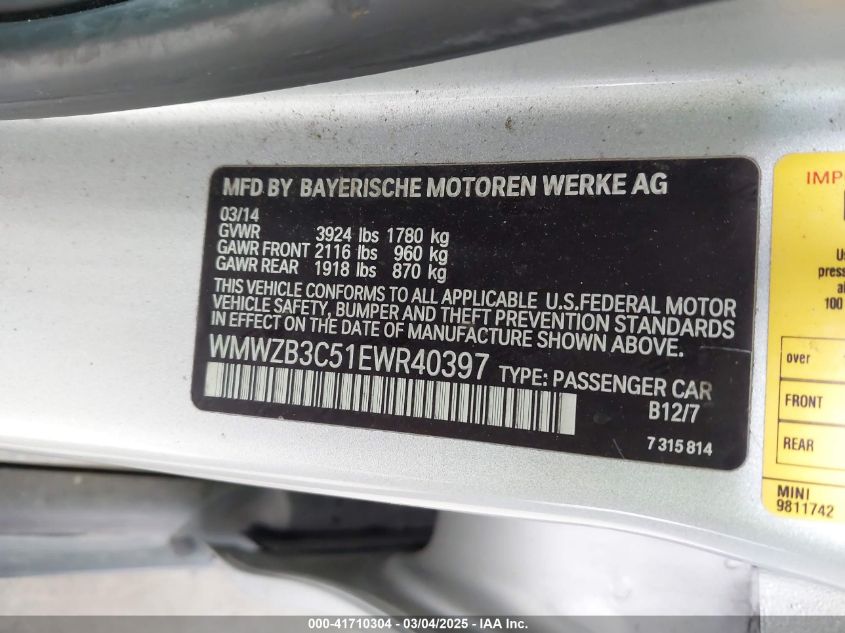 MFD BY BAYERISCHE MOTOREN WERKE AG
03/14
GVWR 3924 lbs 1780 kg
GAWR FRONT 2116 lbs 960 kg
GAWR REAR 1918 lbs 870 kg
THIS VEHICLE CONFORMS TO ALL APPLICABLE U.S.FEDERAL MOTOR
VEHICLE SAFETY, BUMPER AND THEFT PREVENTION STANDARDS
IN EFFECT ON THE DATE OF MANUFACTURE SHOWN ABOVE.
WMWZB3C51EWR40397 TYPE: PASSENGER CAR
B12/7
7 315 814
IMP
press
100
over
FRONT
REAR
MINI
9811742
000-41710304 - 03/04/2025 - IAA Inc.